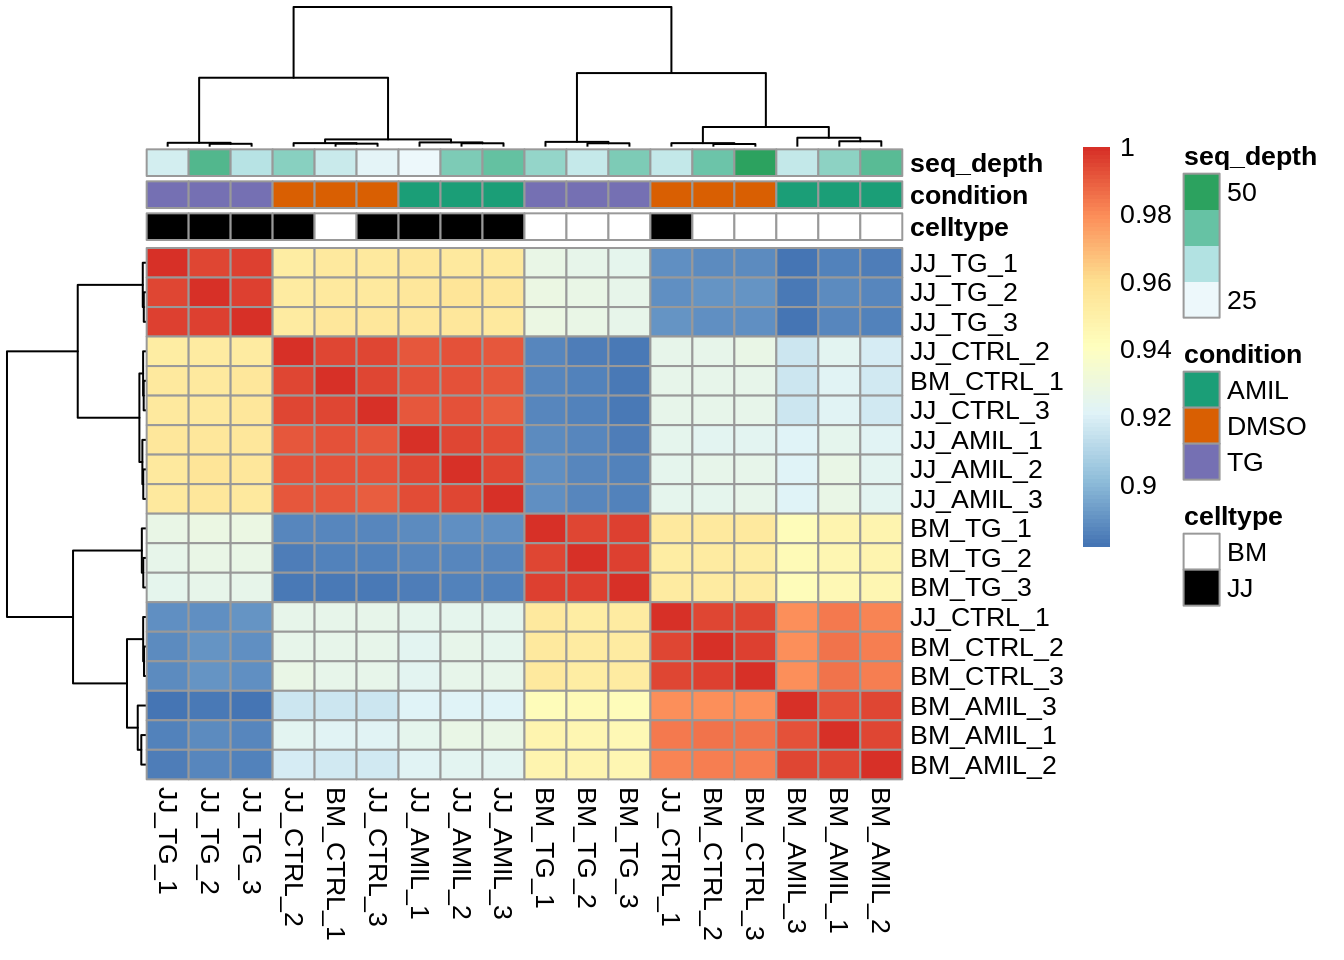 seq_depth
condition
celltype
JJ_TG_1
JJ_TG_2
JJ_TG_3
JJ_CTRL_2
BM_CTRL_1
JJ_CTRL_3
JJ_AMIL_1
JJ_AMIL_2
JJ_AMIL_3
BM_TG_1
BM_TG_2
BM_TG_3
JJ_CTRL_1
BM_CTRL_2
BM_CTRL_3
BM_AMIL_3
BM_AMIL_1
BM_AMIL_2
JJ_TG_1
JJ_TG_2
JJ_TG_3
JJ_CTRL_2
BM_CTRL_1
JJ_CTRL_3
JJ_AMIL_1
JJ_AMIL_2
JJ_AMIL_3
BM_TG_1
BM_TG_2
BM_TG_3
JJ_CTRL_1
BM_CTRL_2
BM_CTRL_3
BM_AMIL_3
BM_AMIL_1
BM_AMIL_2
1
0.98
0.96
0.94
0.92
0.9
seq_depth
50
25
condition
AMIL
DMSO
TG
celltype
BM
JJ